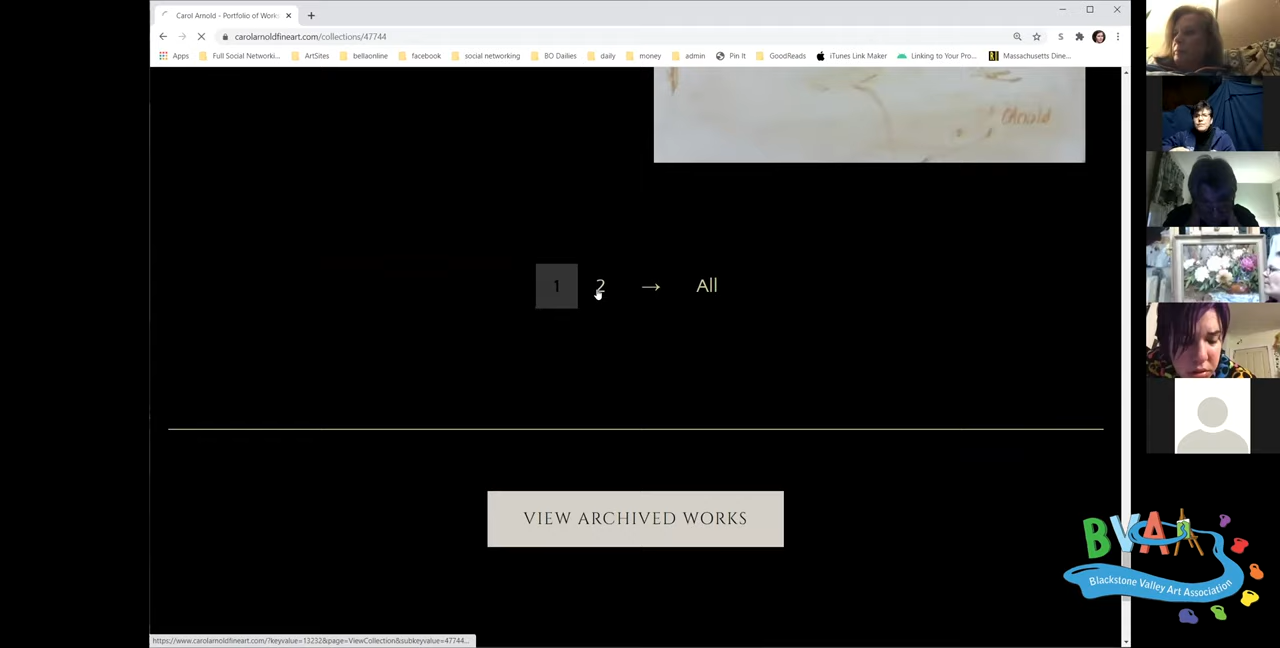 Carol Arnold - Portfolio of Works
carolarnoldfineart.com/collections/47744
Apps Full Social Networki... ArtSites bellaonline facebook social networking BO Dailies daily money admin Pin It GoodReads iTunes Link Maker Linking to Your Pro... Massachusetts Dine...
CArnold
1 2 → All
VIEW ARCHIVED WORKS
https://www.carolarnoldfineart.com/?keyvalue=13232&page=ViewCollection&subkeyvalue=47744...
BVAA
Blackstone Valley Art Association